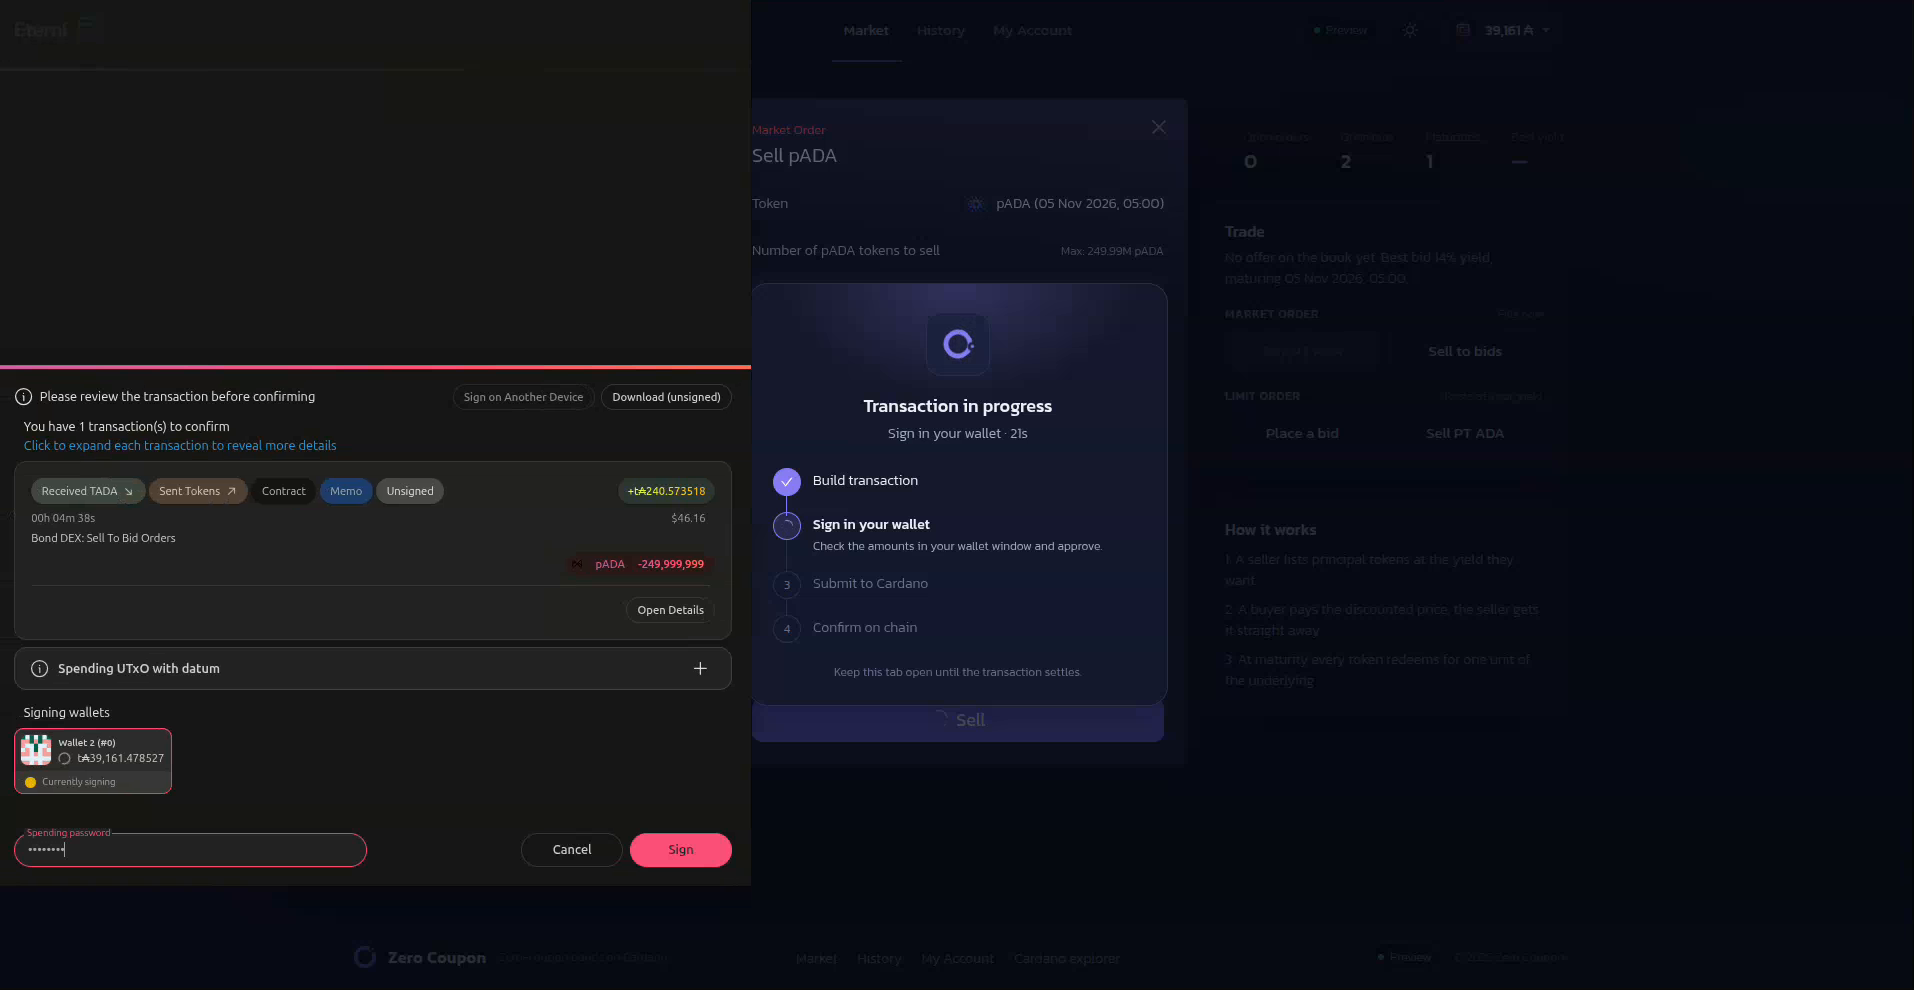 Eterni
Please review the transaction before confirming
Sign on Another Device
Download (unsigned)
You have 1 transaction(s) to confirm
Click to expand each transaction to reveal more details
Received TADA
Sent Tokens
Contract
Memo
Unsigned
+t₳240.573518
00h 04m 38s
$46.16
Bond DEX: Sell To Bid Orders
pADA -249,999,999
Open Details
Spending UTxO with datum
Signing wallets
Wallet 2 (#0)
t₳39,161.478527
Currently signing
Spending password
••••••••
Cancel
Sign
Market
History
My Account
Preview
39,161 ₳
Market Order
Sell pADA
Token
pADA (05 Nov 2026, 05:00)
Number of pADA tokens to sell
Max: 249.99M pADA
Transaction in progress
Sign in your wallet · 21s
Build transaction
Sign in your wallet
Check the amounts in your wallet window and approve.
3 Submit to Cardano
4 Confirm on chain
Keep this tab open until the transaction settles.
Sell
0
2
1
—
Trade
No offer on the book yet. Best bid 14% yield,
maturing 05 Nov 2026, 05:00.
MARKET ORDER
Sell to bids
LIMIT ORDER
Place a bid
Sell PT ADA
How it works
1. A seller lists principal tokens at the yield they
want
2. A buyer pays the discounted price, the seller gets
it straight away
3. At maturity every token redeems for one unit of
the underlying
Zero Coupon
Market
History
My Account
Cardano explorer
Preview